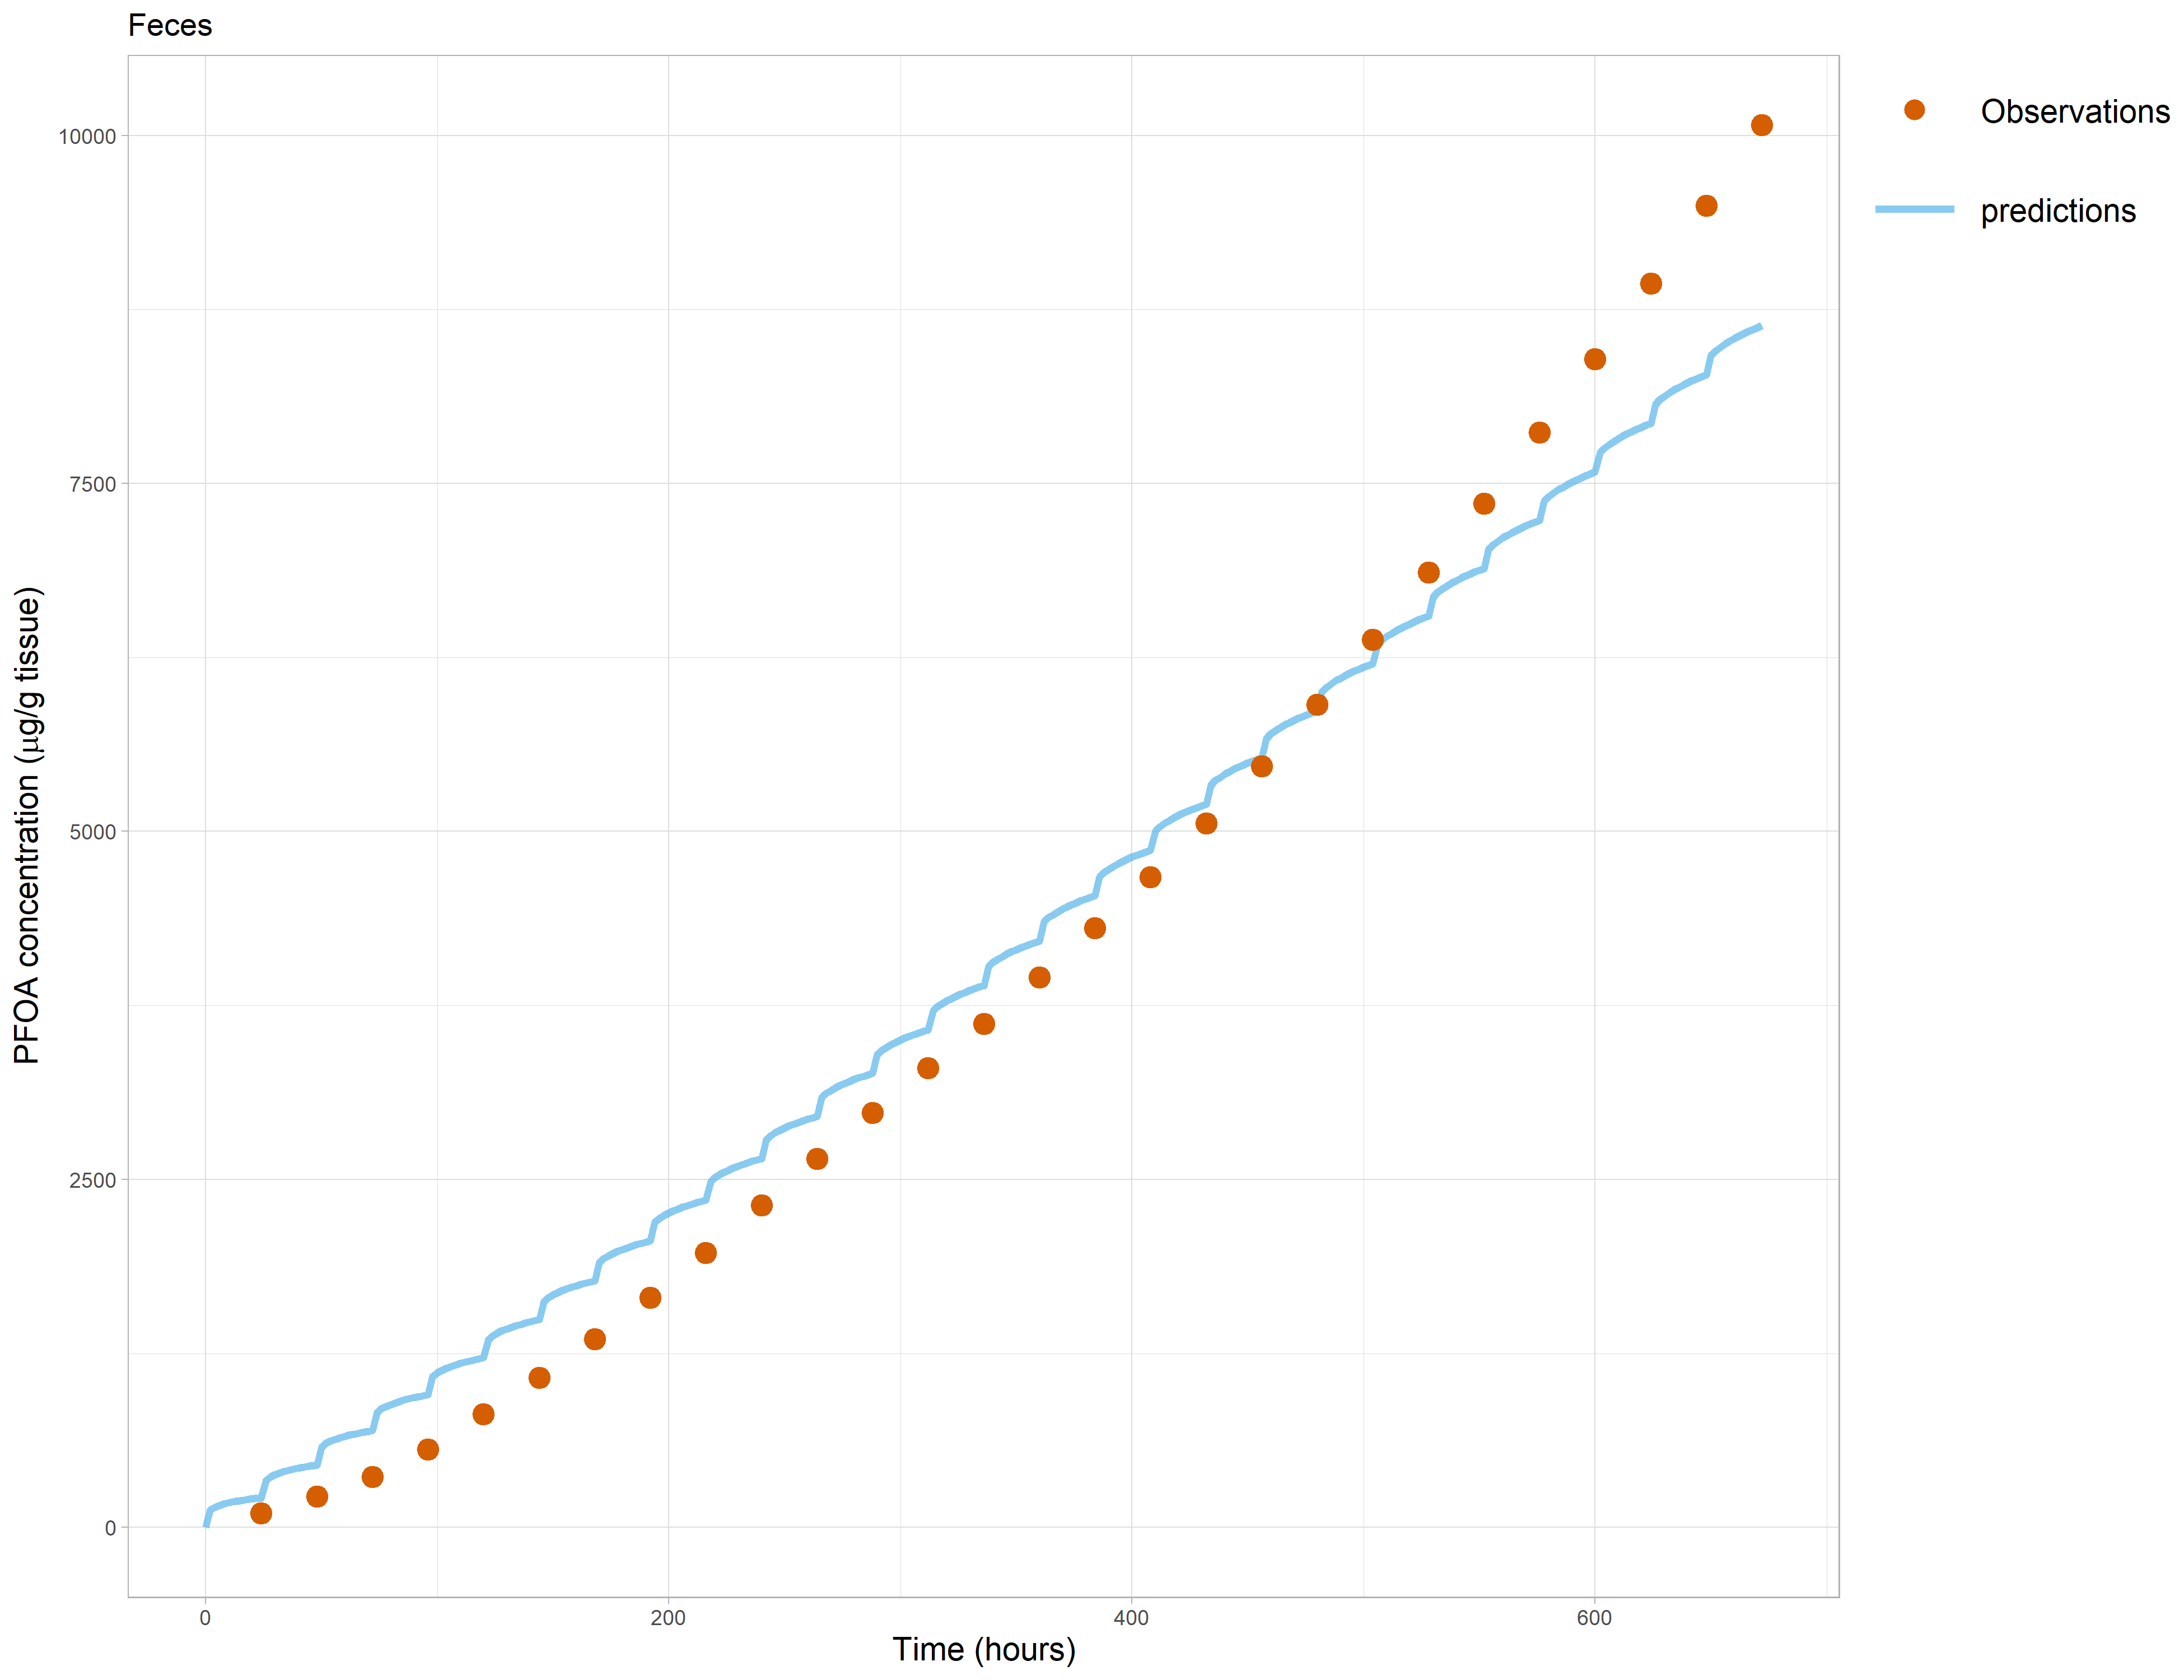 Feces
Observations
predictions
PFOA concentration (μg/g tissue)
10000
7500
5000
2500
0
0 200 400 600
Time (hours)